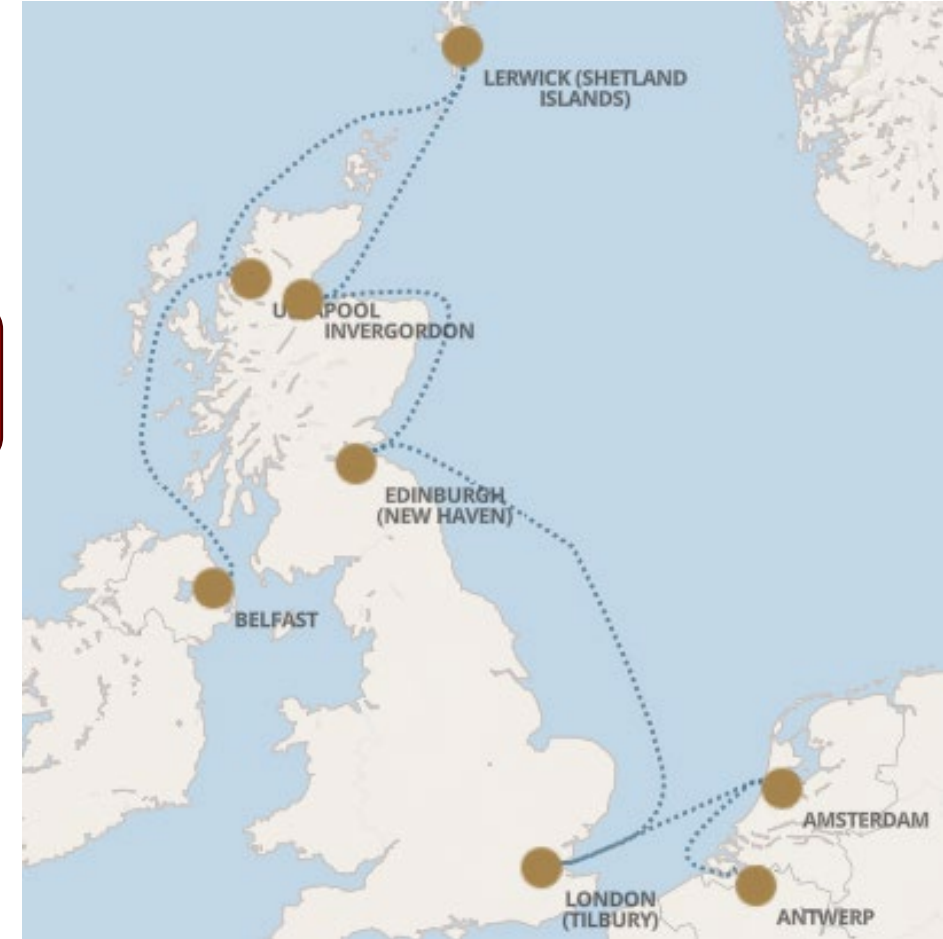 LERWICK (SHETLAND
ISLANDS)
INVERGORDON
EDINBURGH
(NEW HAVEN)
BELFAST
AMSTERDAM
LONDON
(TILBURY)
ANTWERP